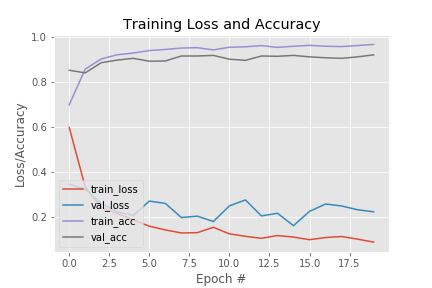 Training Loss and Accuracy
1.0
0.8
0.6
0.4
0.2
Loss/Accuracy
train_loss
val_loss
train_acc
val_acc
0.0 2.5 5.0 7.5 10.0 12.5 15.0 17.5
Epoch #